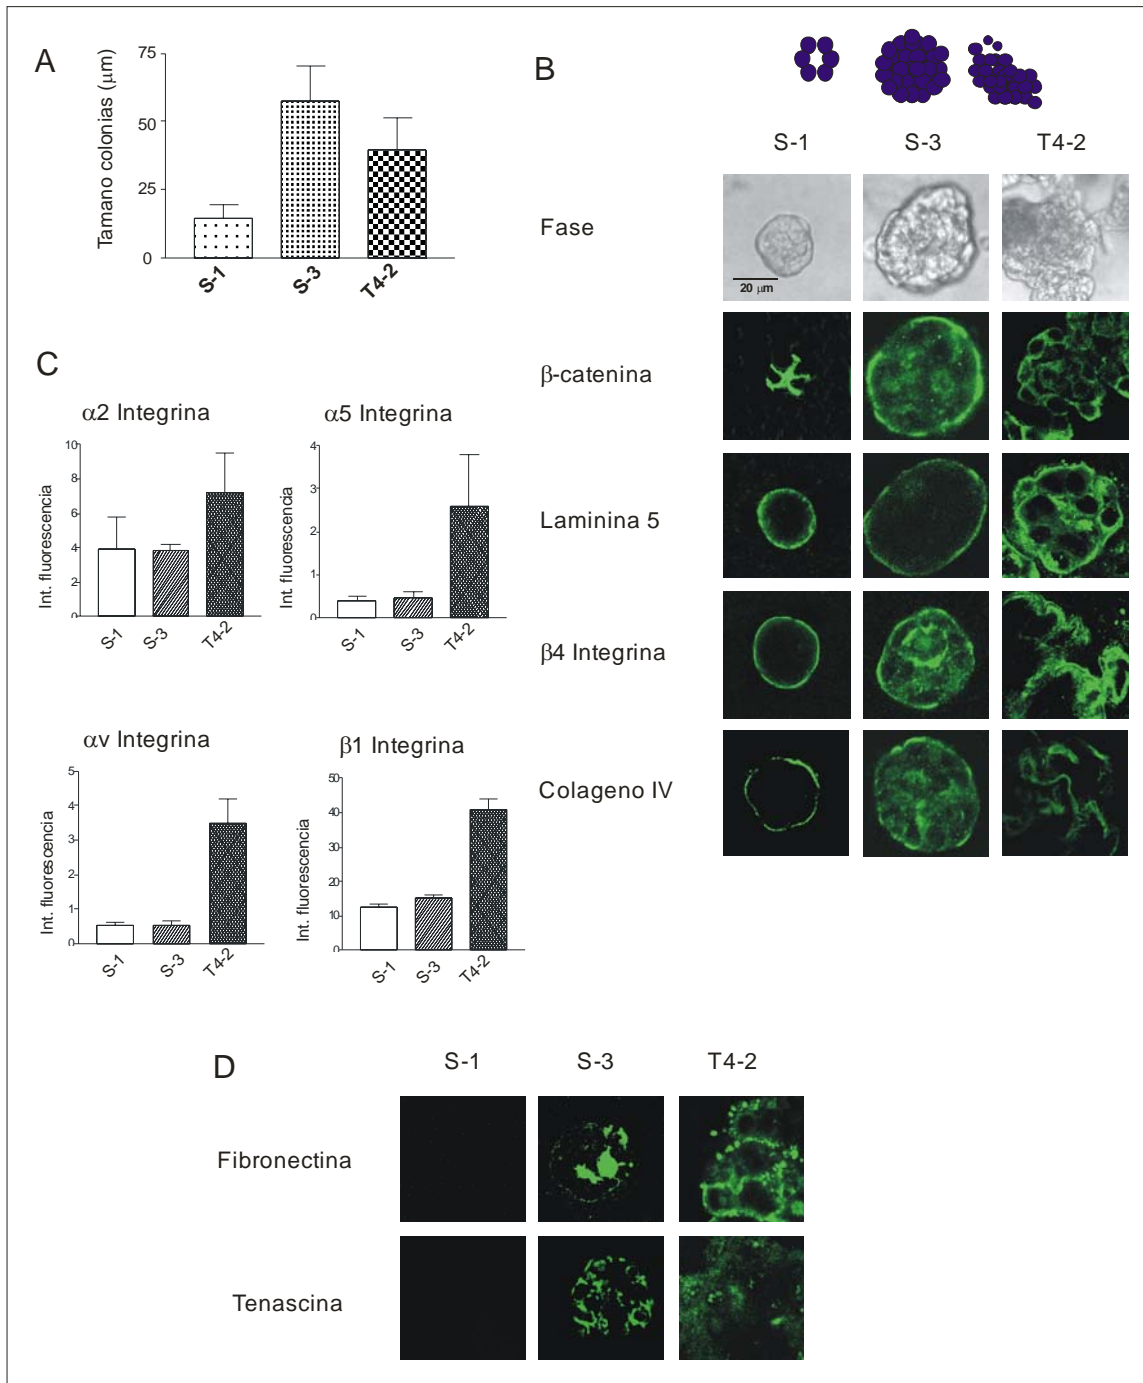 A
Tamano colonias (μm)
75
50
25
0
S-1
S-3
T4-2
B
S-1
S-3
T4-2
Fase
20 μm
β-catenina
Laminina 5
β4 Integrina
Colageno IV
C
α2 Integrina
Int. fluorescencia
10
8
6
4
2
0
S-1
S-3
T4-2
α5 Integrina
Int. fluorescencia
4
3
2
1
0
S-1
S-3
T4-2
αv Integrina
Int. fluorescencia
5
4
3
2
1
0
S-1
S-3
T4-2
β1 Integrina
Int. fluorescencia
50
40
30
20
10
0
S-1
S-3
T4-2
D
S-1
S-3
T4-2
Fibronectina
Tenascina